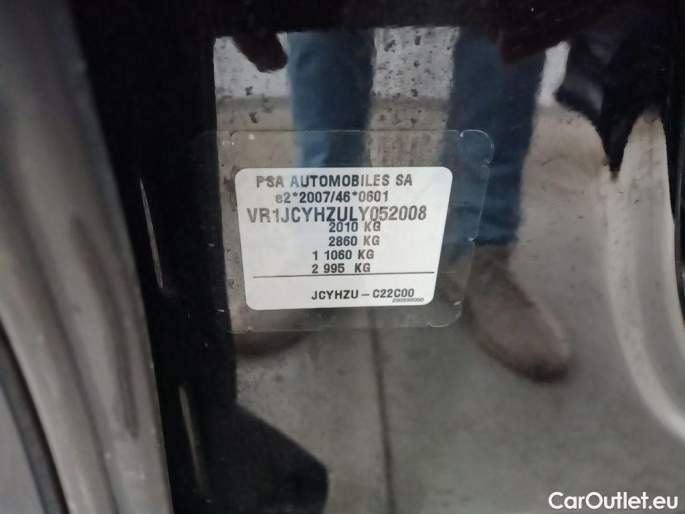 PSA AUTOMOBILES SA
e2*2007/46*0601
VR1JCYHZULY052008
2010 KG
2860 KG
1 1060 KG
2 995 KG
JCYHZU – C22C00
CarOutlet.eu